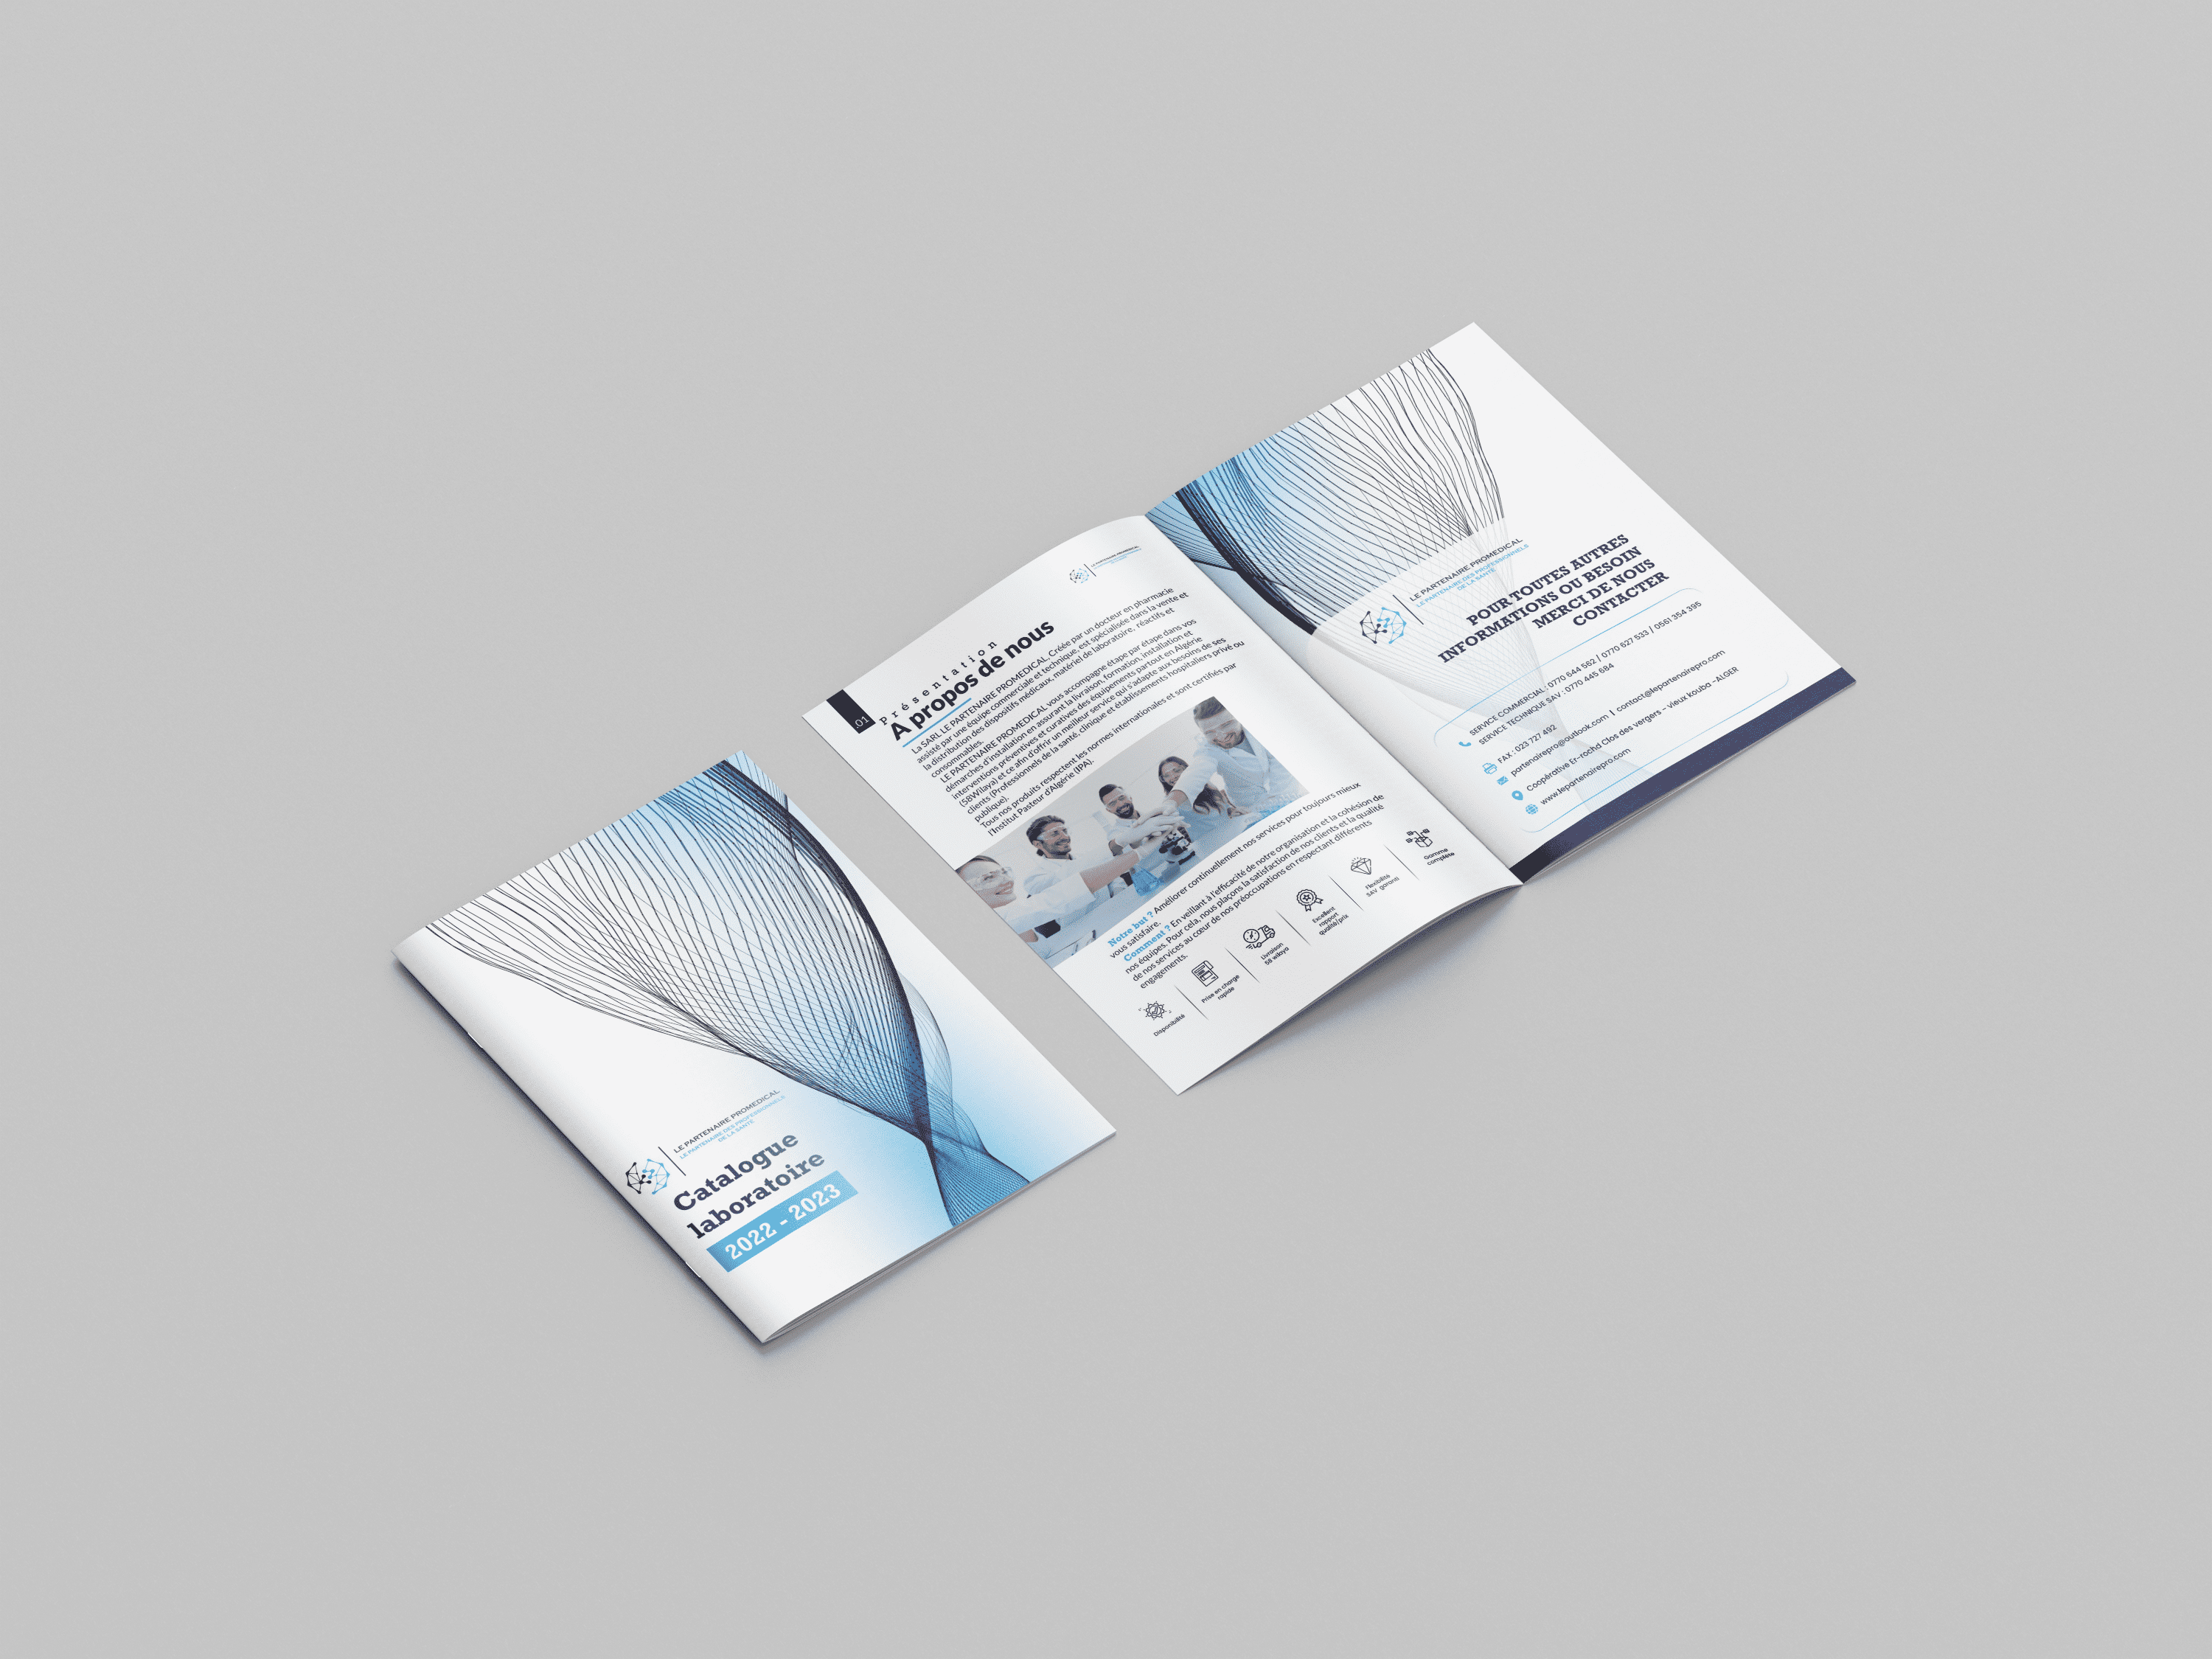 LE PARTENAIRE PROMEDICAL
LE PARTENAIRE DES PROFESSIONNELS
DE LA SANTÉ
Catalogue
laboratoire
2022 - 2023
01
Présentation
A propos de nous
LE PARTENAIRE PROMEDICAL
La SARL LE PARTENAIRE PROMEDICAL. Créée par un docteur en pharmacie
assisté par une équipe commerciale et technique, est spécialisée dans la vente et
la distribution des dispositifs médicaux, matériel de laboratoire, réactifs et
consommables.
LE PARTENAIRE PROMEDICAL vous accompagne étape par étape dans vos
démarches d'installation en assurant la livraison, formation, installation et
interventions préventives et curatives des équipements partout en Algérie
(58Wilaya) et ce afin d'offrir un meilleur service qui s'adapte aux besoins de ses
clients (Professionnels de la santé, clinique et établissements hospitaliers privé ou
publique).
Tous nos produits respectent les normes internationales et sont certifiés par
l'Institut Pasteur d'Algérie (IPA).
Notre but ? Améliorer continuellement nos services pour toujours mieux
vous satisfaire.
Comment ? En veillant à l'efficacité de notre organisation et la cohésion de
nos équipes. Pour cela, nous plaçons la satisfaction de nos clients et la qualité
de nos services au cœur de nos préoccupations en respectant différents
engagements.
Disponibilité
Prise en charge
rapide
Livraison
58 wilaya
Excellent
rapport
qualité/prix
Flexibilité
SAV garanti
Gamme
complète
LE PARTENAIRE PROMEDICAL
LE PARTENAIRE DES PROFESSIONNELS
DE LA SANTÉ
POUR TOUTES AUTRES
INFORMATIONS OU BESOIN
MERCI DE NOUS
CONTACTER
SERVICE COMMERCIAL : 0770 644 562 / 0770 627 533 / 0561 354 395
SERVICE TECHNIQUE SAV : 0770 445 684
FAX : 023 727 492
partenairepro@outlook.com | contact@lepartenairepro.com
Coopérative Er-rochd Clos des vergers - vieux kouba -ALGER
www.lepartenairepro.com